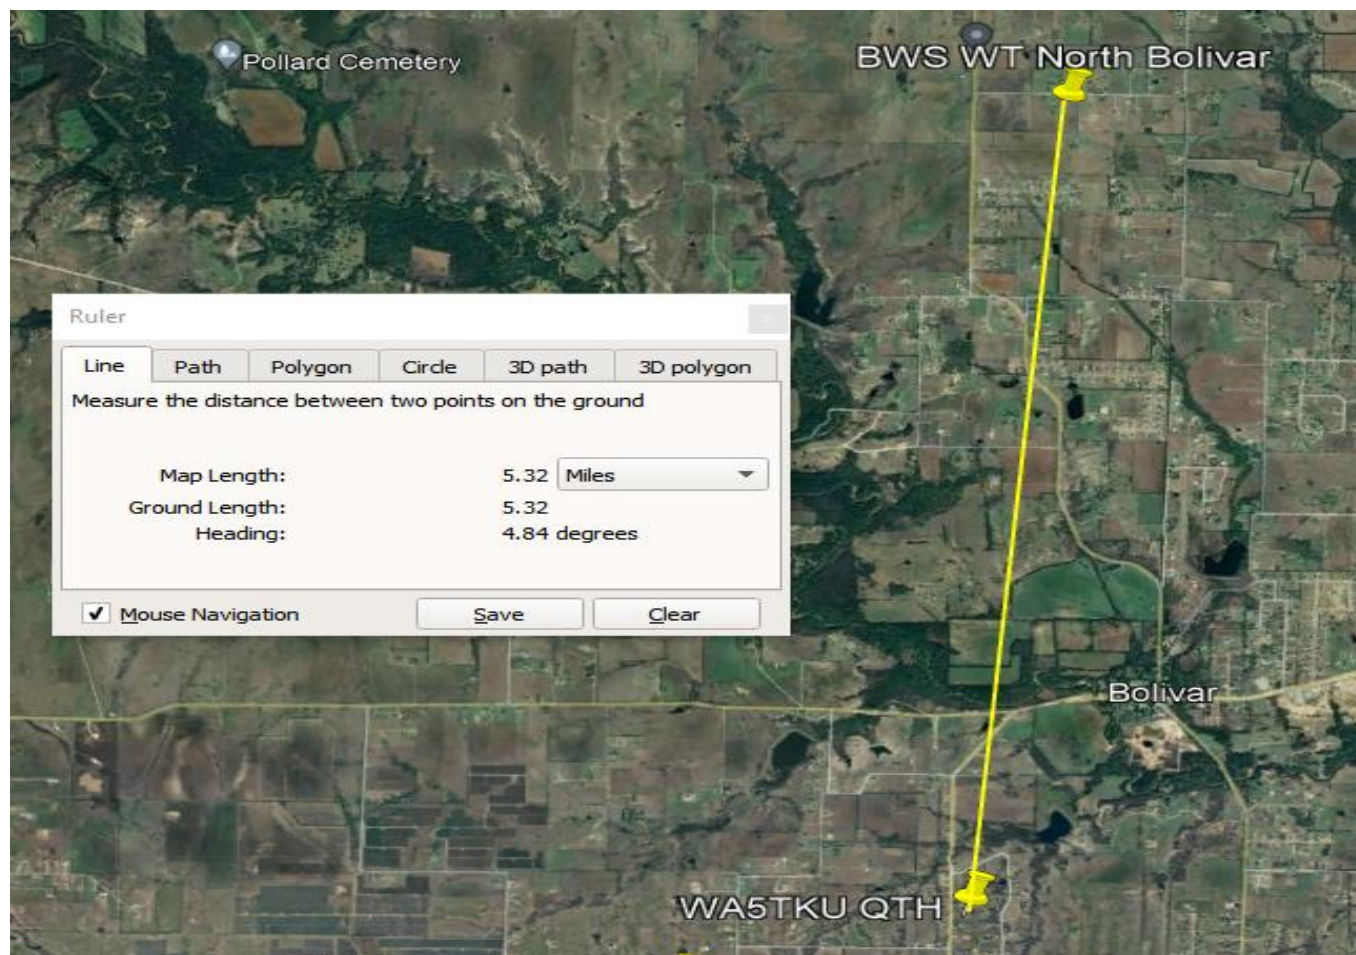 Pollard Cemetery
BWS WT North Bolivar
Ruler
Line Path Polygon Circle 3D path 3D polygon
Measure the distance between two points on the ground
Map Length: 5.32 Miles
Ground Length: 5.32
Heading: 4.84 degrees
Mouse Navigation Save Clear
Bolivar
WA5TKU QTH